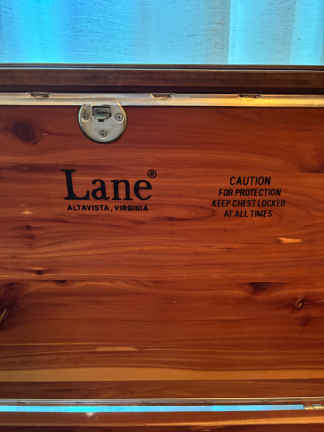 Lane®
ALTAVISTA, VIRGINIA
CAUTION
FOR PROTECTION
KEEP CHEST LOCKED
AT ALL TIMES